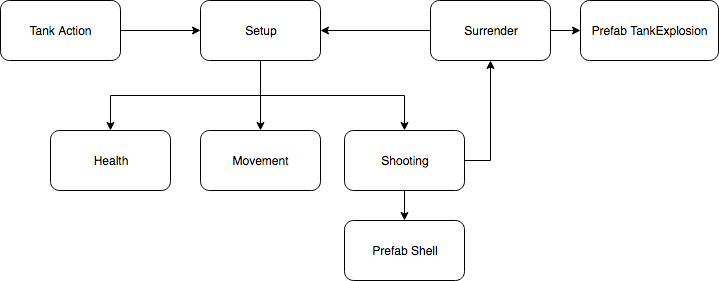 Tank Action
Setup
Surrender
Prefab TankExplosion
Health
Movement
Shooting
Prefab Shell